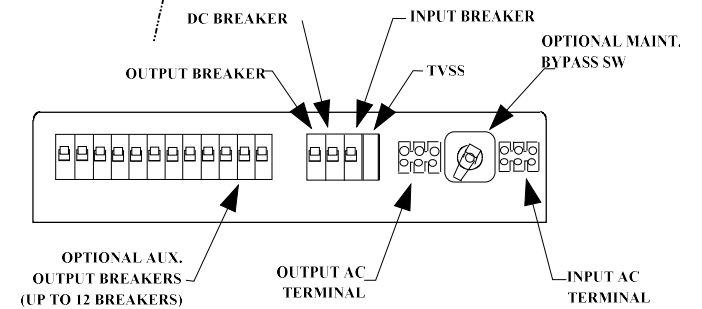 DC BREAKER
INPUT BREAKER
OPTIONAL MAINT.
BYPASS SW
OUTPUT BREAKER
TVSS
OPTIONAL AUX.
OUTPUT BREAKERS
(UP TO 12 BREAKERS)
OUTPUT AC
TERMINAL
INPUT AC
TERMINAL